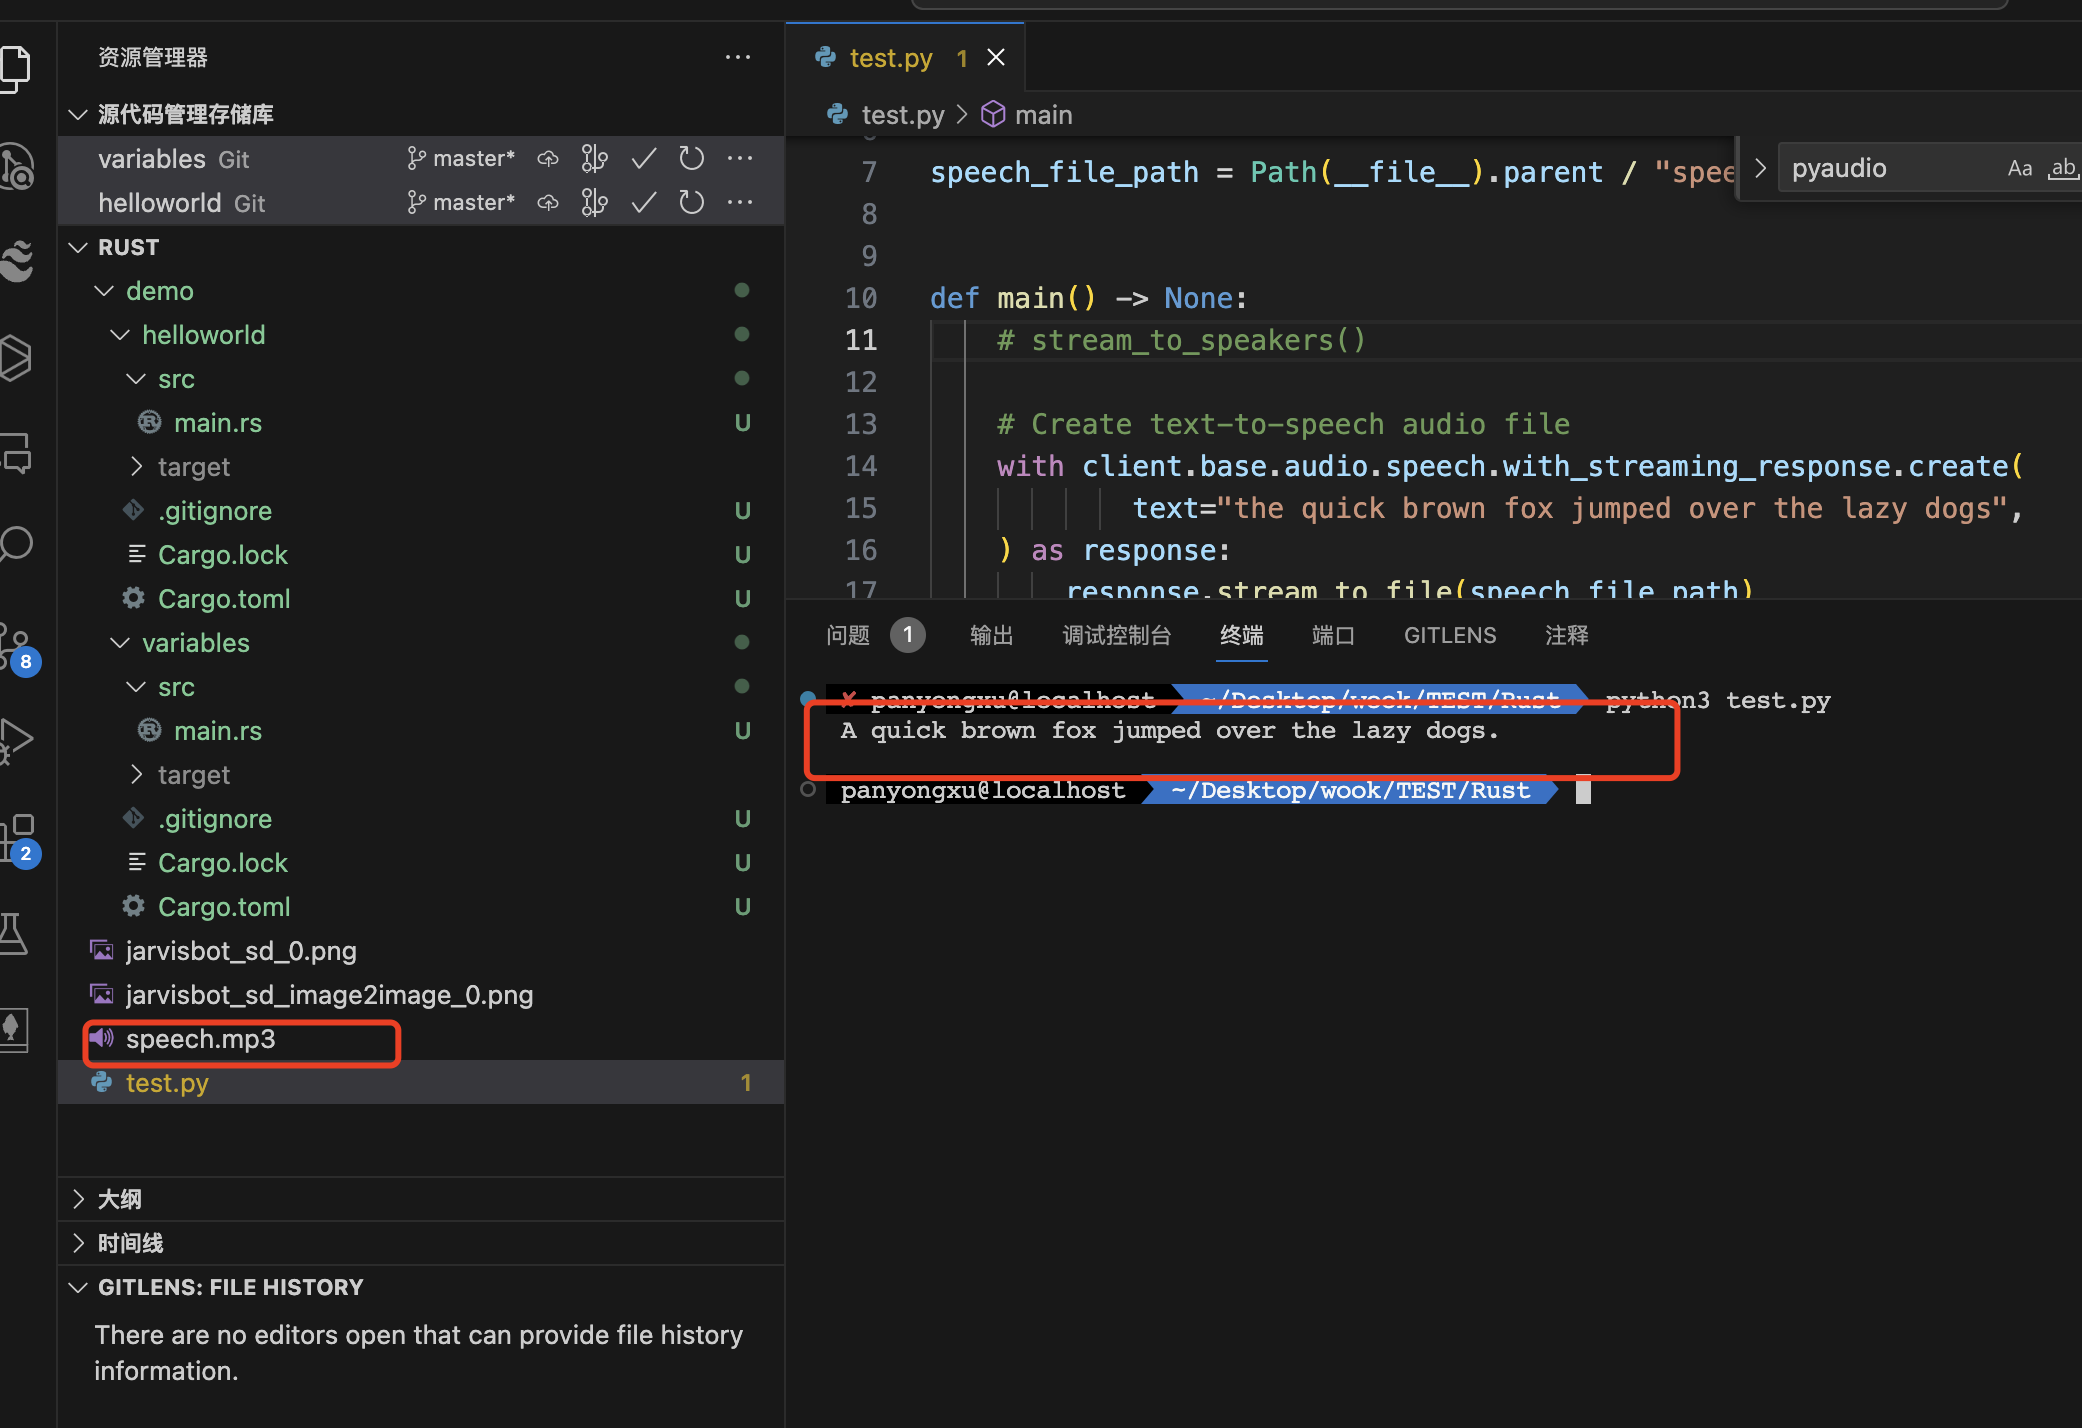 资源管理器
源代码管理存储库
variables Git master*
helloworld Git master*
RUST
demo
helloworld
src
main.rs U
target
.gitignore U
Cargo.lock U
Cargo.toml U
variables
src
main.rs U
target
.gitignore U
Cargo.lock U
Cargo.toml U
jarvisbot_sd_0.png
jarvisbot_sd_image2image_0.png
speech.mp3
test.py 1
大纲
时间线
GITLENS: FILE HISTORY
There are no editors open that can provide file history
information.
8
2
test.py 1
test.py > main
pyaudio Aa ab
7 speech_file_path = Path(__file__).parent / "spee
8
9
10 def main() -> None:
11 # stream_to_speakers()
12
13 # Create text-to-speech audio file
14 with client.base.audio.speech.with_streaming_response.create(
15 text="the quick brown fox jumped over the lazy dogs",
16 ) as response:
17 response.stream_to_file(speech_file_path)
问题 1 输出 调试控制台 终端 端口 GITLENS 注释
✘ panyongxu@localhost ~/Desktop/wook/TEST/Rust python3 test.py
A quick brown fox jumped over the lazy dogs.
panyongxu@localhost ~/Desktop/wook/TEST/Rust